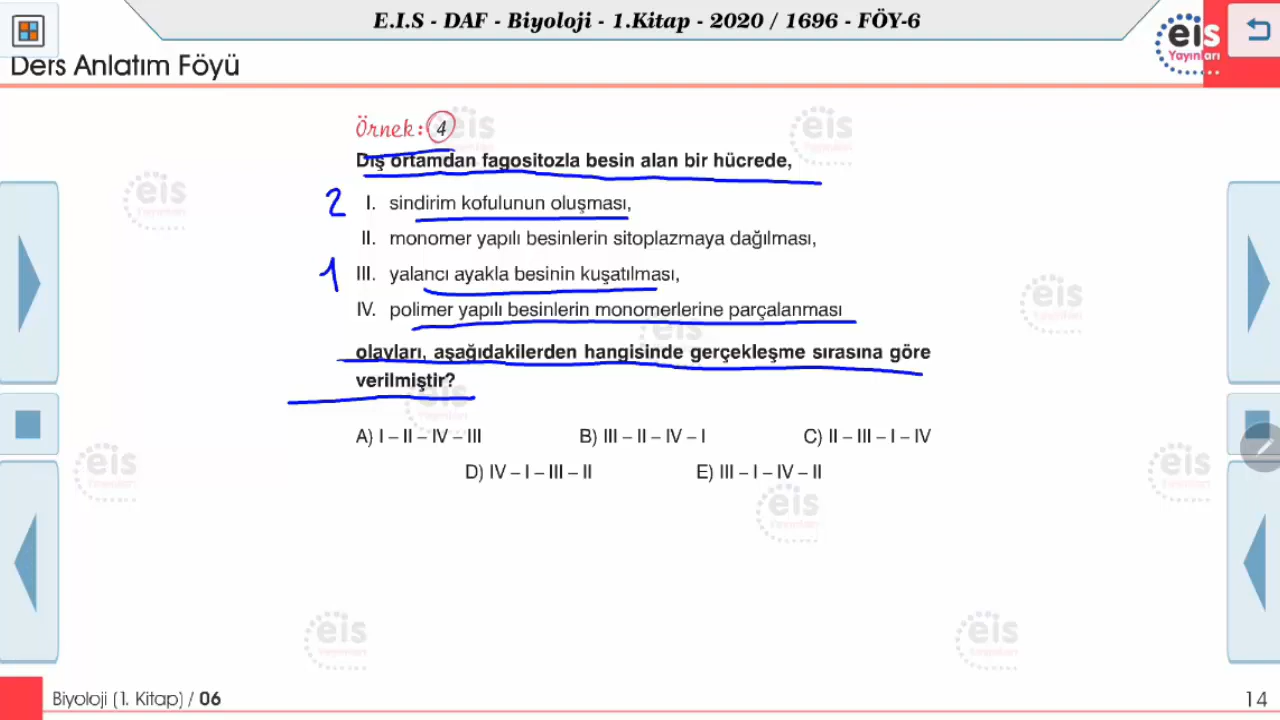 E.I.S - DAF - Biyoloji - 1.Kitap - 2020 / 1696 - FÖY-6
eis
Yayınları
Ders Anlatım Föyü
Örnek: 4
Dış ortamdan fagositozla besin alan bir hücrede,
2 I. sindirim kofulunun oluşması,
II. monomer yapılı besinlerin sitoplazmaya dağılması,
1 III. yalancı ayakla besinin kuşatılması,
IV. polimer yapılı besinlerin monomerlerine parçalanması
olayları, aşağıdakilerden hangisinde gerçekleşme sırasına göre
verilmiştir?
A) I – II – IV – III B) III – II – IV – I C) II – III – I – IV
D) IV – I – III – II E) III – I – IV – II
Biyoloji (1. Kitap) / 06
14